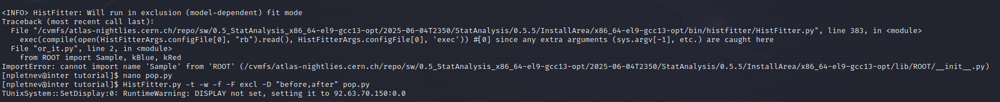 <INFO> HistFitter: Will run in exclusion (model-dependent) fit mode
Traceback (most recent call last):
  File "/cvmfs/atlas-nightlies.cern.ch/repo/sw/0.5_StatAnalysis_x86_64-el9-gcc13-opt/2025-06-04T2350/StatAnalysis/0.5.5/InstallArea/x86_64-el9-gcc13-opt/bin/histfitter/HistFitter.py", line 383, in <module>
    exec(compile(open(HistFitterArgs.configFile[0], "rb").read(), HistFitterArgs.configFile[0], 'exec')) #[0] since any extra arguments (sys.argv[-1], etc.) are caught here
  File "or_it.py", line 2, in <module>
    from ROOT import Sample, kBlue, kRed
ImportError: cannot import name 'Sample' from 'ROOT' (/cvmfs/atlas-nightlies.cern.ch/repo/sw/0.5_StatAnalysis_x86_64-el9-gcc13-opt/2025-06-04T2350/StatAnalysis/0.5.5/InstallArea/x86_64-el9-gcc13-opt/lib/ROOT/__init__.py)
[npletnev@inter tutorial]$ nano pop.py
[npletnev@inter tutorial]$ HistFitter.py -t -w -f -F excl -D "before,after" pop.py
TUnixSystem::SetDisplay:0: RuntimeWarning: DISPLAY not set, setting it to 92.63.70.150:0.0